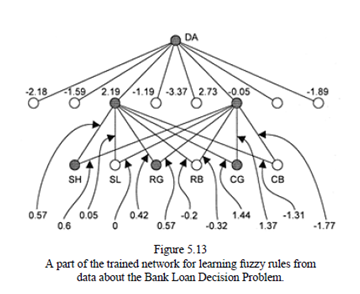 DA
-2.18 -1.59 2.19 -1.19 -3.37 2.73 -0.05 -1.89
SH SL RG RB CG CB
0.57 0.05 0.42 -0.2 1.44 -1.31
0.6 0 0.57 -0.32 1.37 -1.77
Figure 5.13
A part of the trained network for learning fuzzy rules from
data about the Bank Loan Decision Problem.